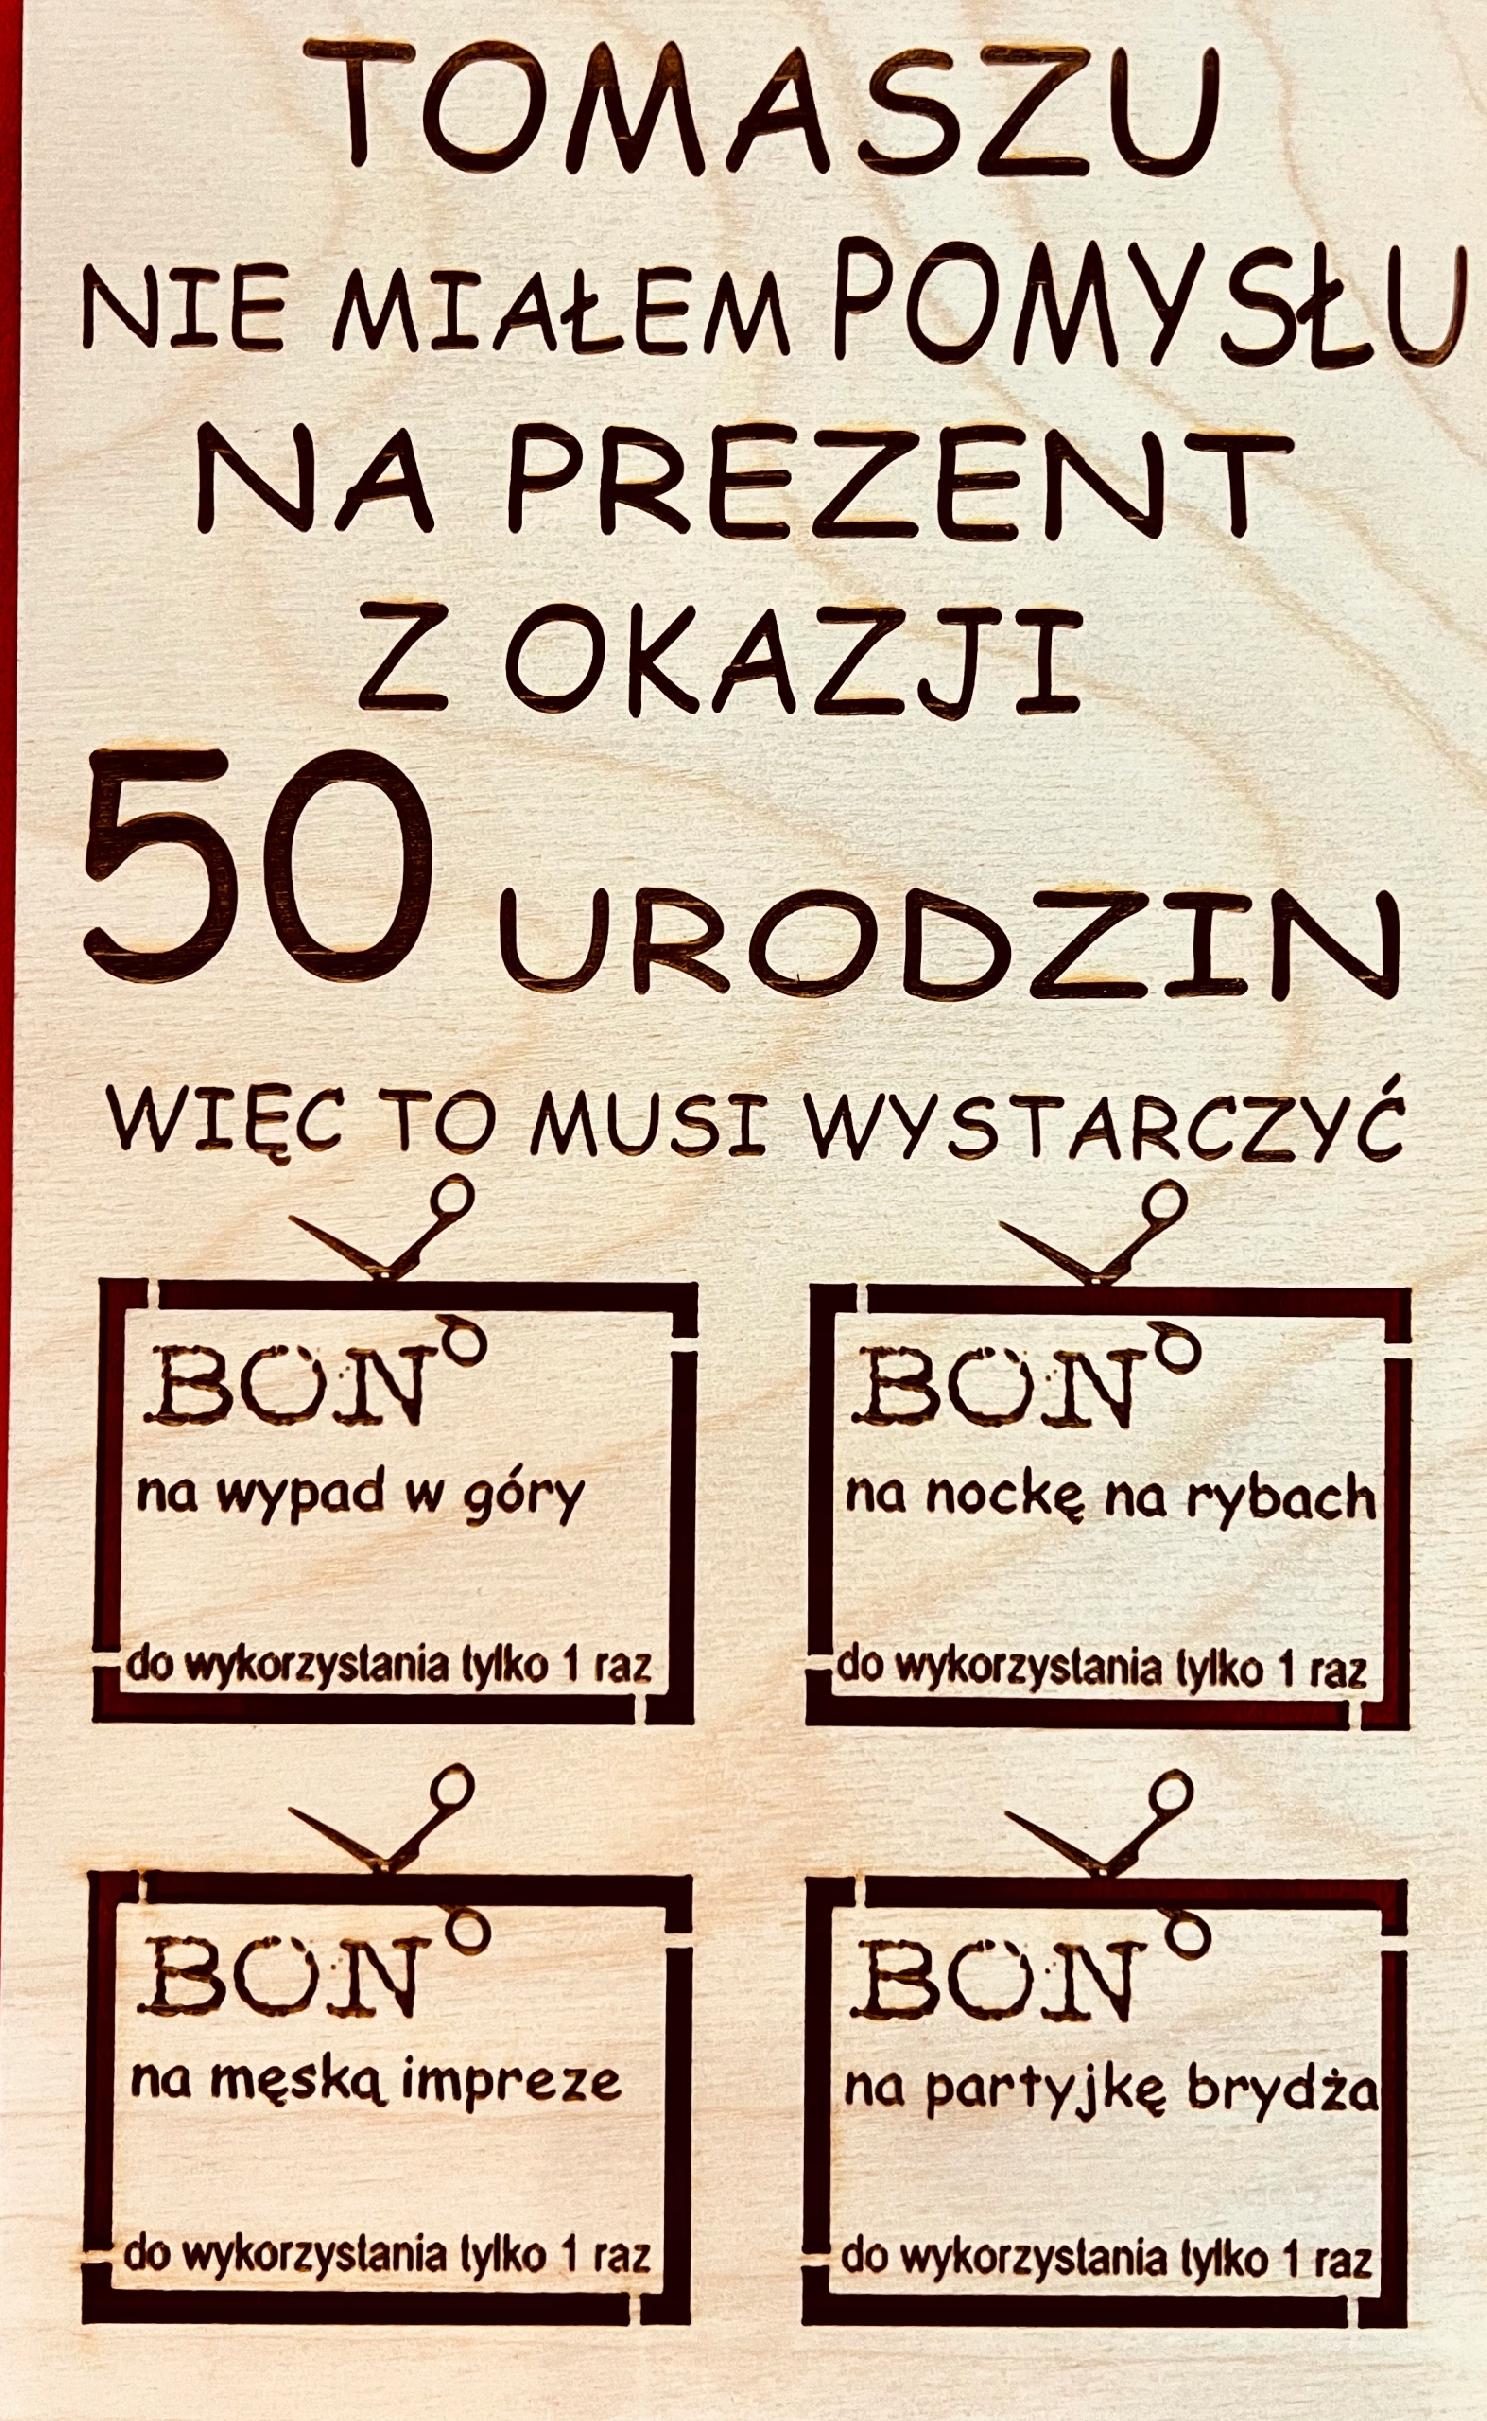 TOMASZU
NIE MIAŁEM POMYSŁU
NA PREZENT
Z OKAZJI
50 URODZIN
WIĘC TO MUSI WYSTARCZYĆ
BON
na wypad w góry
do wykorzystania tylko 1 raz
BON
na nockę na rybach
do wykorzystania tylko 1 raz
BON
na męską impreze
do wykorzystania tylko 1 raz
BON
na partyjkę brydża
do wykorzystania tylko 1 raz